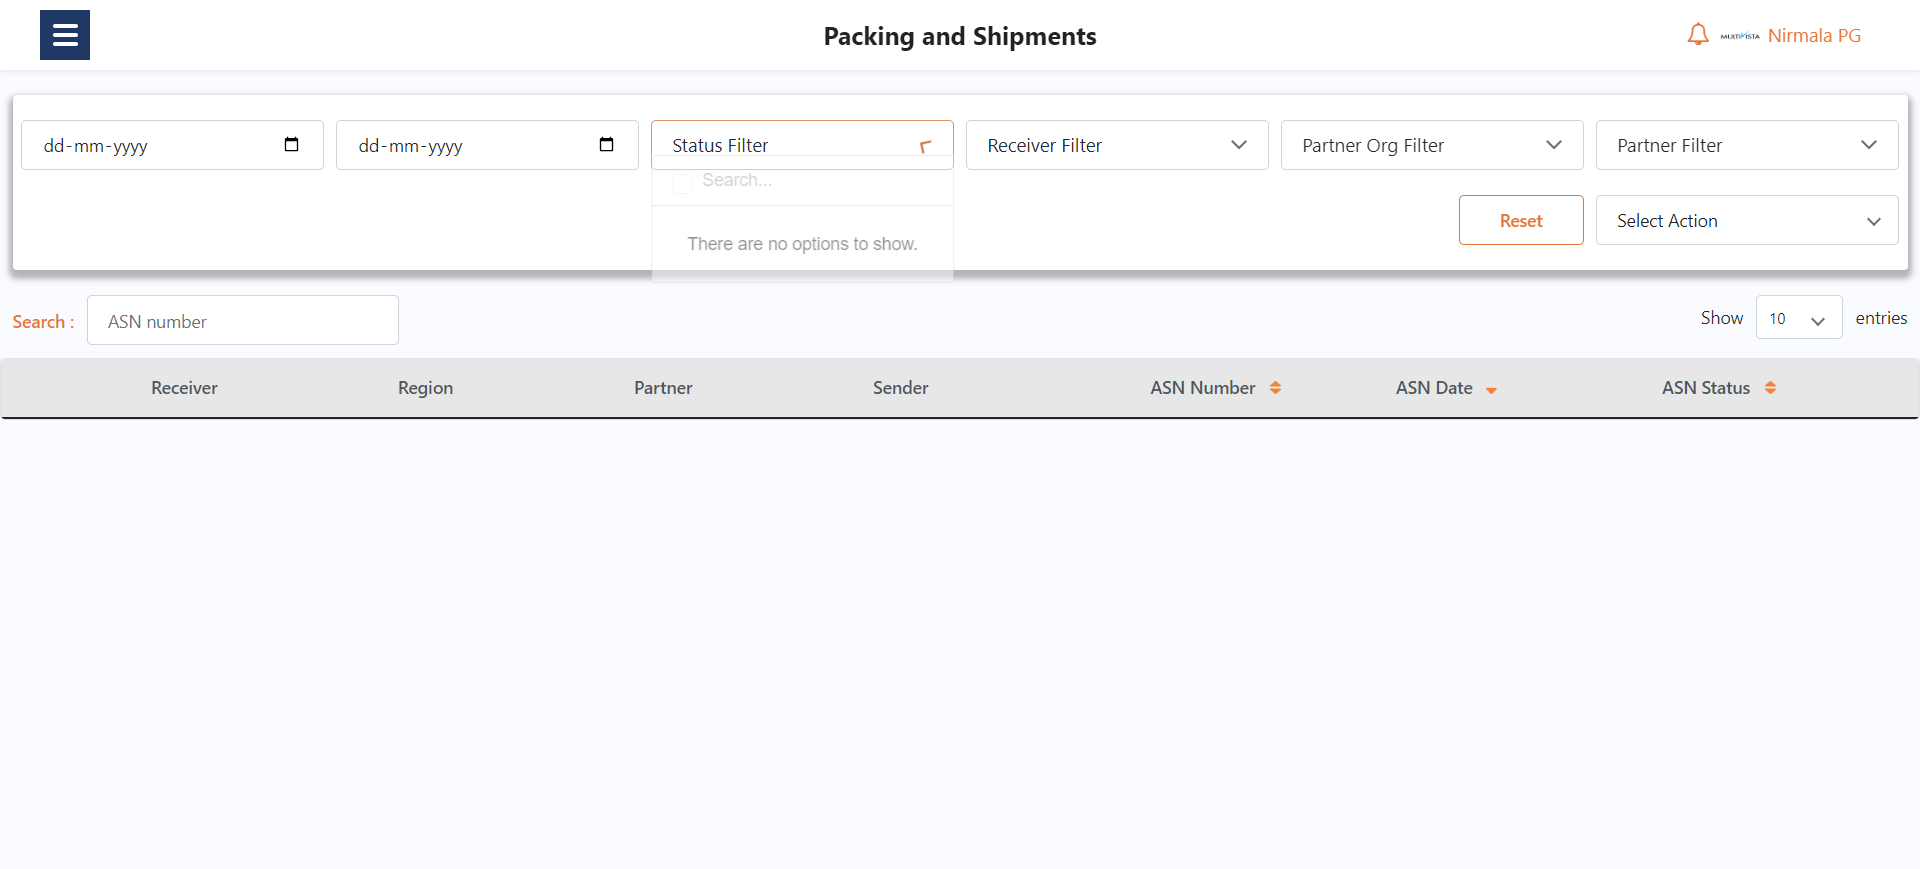 Packing and Shipments
MULTIVISTA Nirmala PG
dd-mm-yyyy dd-mm-yyyy Status Filter Receiver Filter Partner Org Filter Partner Filter
Search...
There are no options to show.
Reset Select Action
Search : ASN number Show 10 entries
Receiver Region Partner Sender ASN Number ASN Date ASN Status